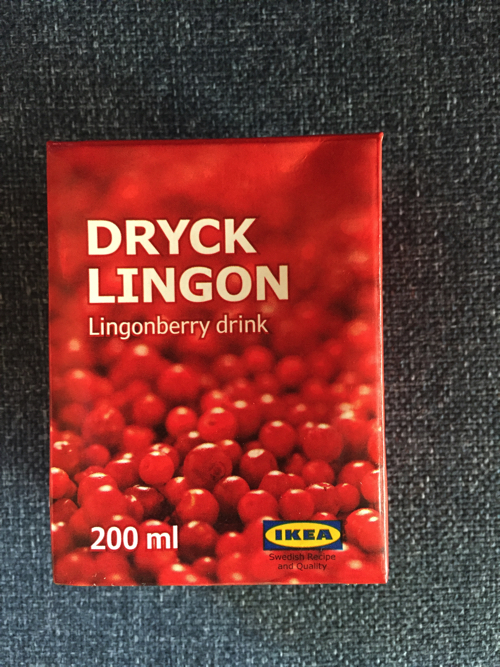 DRYCK
LINGON
Lingonberry drink
200 ml
IKEA
Swedish Recipe
and Quality